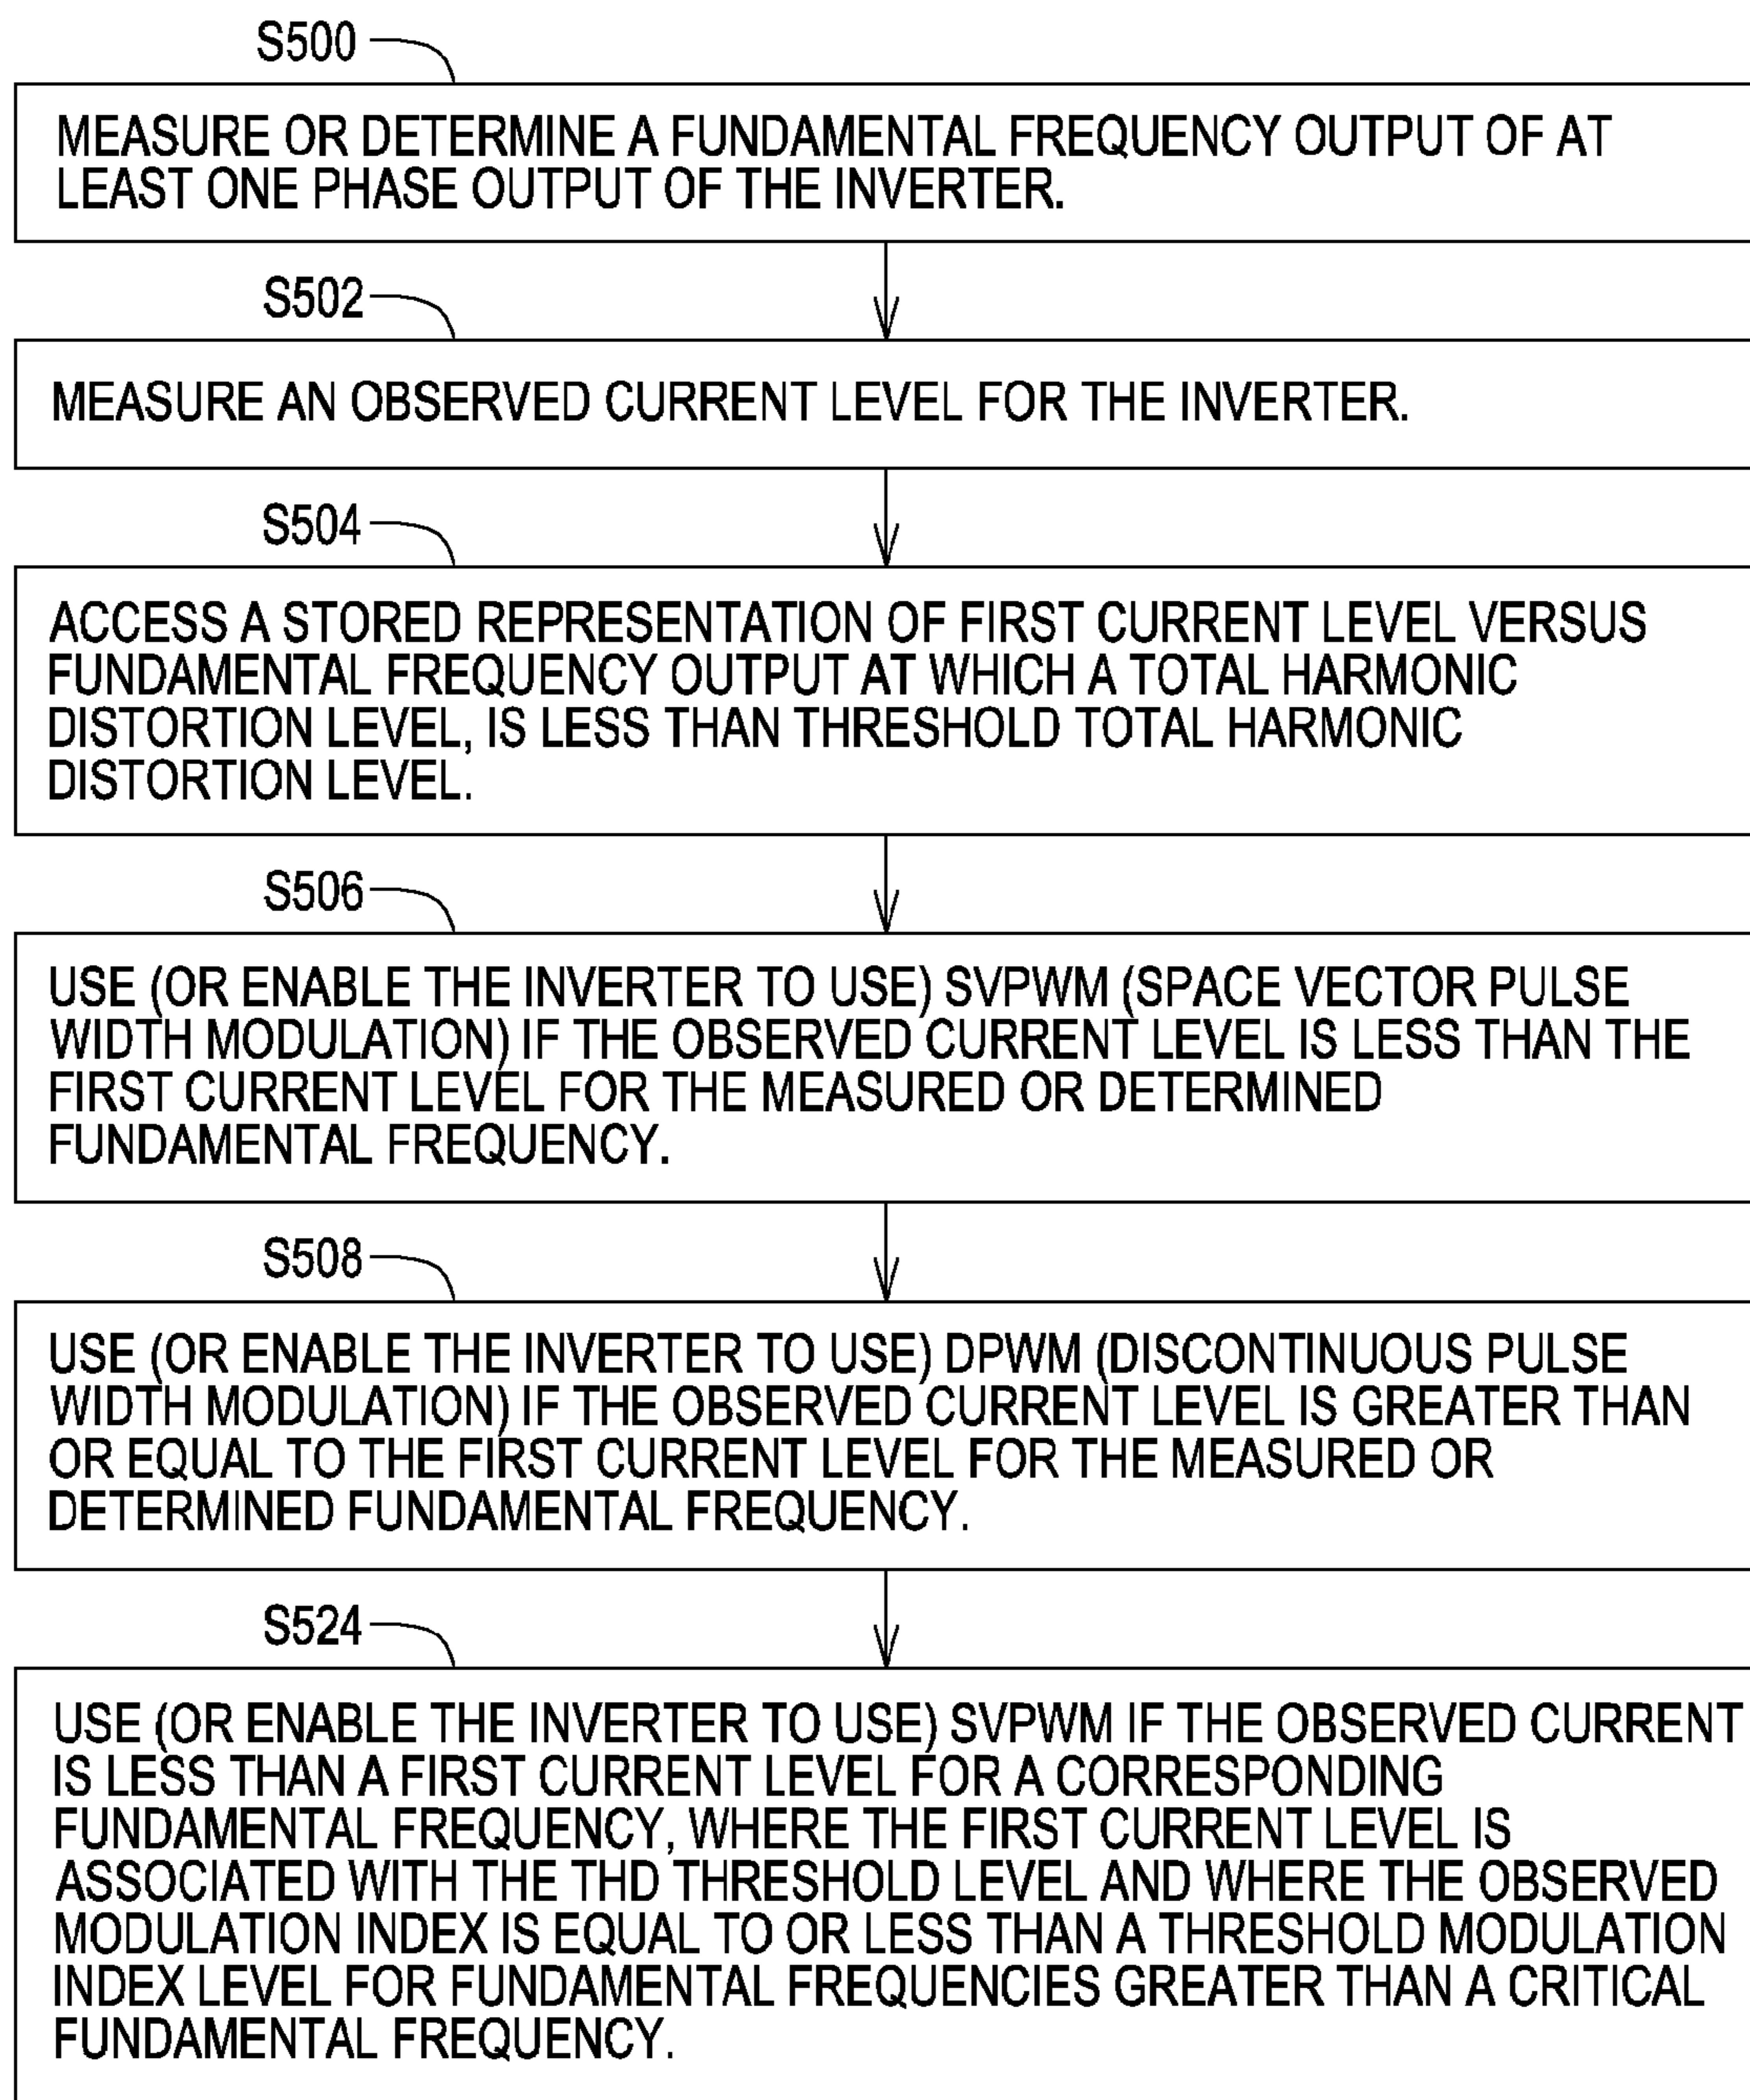 S500
MEASURE OR DETERMINE A FUNDAMENTAL FREQUENCY OUTPUT OF AT
LEAST ONE PHASE OUTPUT OF THE INVERTER.
S502
MEASURE AN OBSERVED CURRENT LEVEL FOR THE INVERTER.
S504
ACCESS A STORED REPRESENTATION OF FIRST CURRENT LEVEL VERSUS
FUNDAMENTAL FREQUENCY OUTPUT AT WHICH A TOTAL HARMONIC
DISTORTION LEVEL, IS LESS THAN THRESHOLD TOTAL HARMONIC
DISTORTION LEVEL.
S506
USE (OR ENABLE THE INVERTER TO USE) SVPWM (SPACE VECTOR PULSE
WIDTH MODULATION) IF THE OBSERVED CURRENT LEVEL IS LESS THAN THE
FIRST CURRENT LEVEL FOR THE MEASURED OR DETERMINED
FUNDAMENTAL FREQUENCY.
S508
USE (OR ENABLE THE INVERTER TO USE) DPWM (DISCONTINUOUS PULSE
WIDTH MODULATION) IF THE OBSERVED CURRENT LEVEL IS GREATER THAN
OR EQUAL TO THE FIRST CURRENT LEVEL FOR THE MEASURED OR
DETERMINED FUNDAMENTAL FREQUENCY.
S524
USE (OR ENABLE THE INVERTER TO USE) SVPWM IF THE OBSERVED CURRENT
IS LESS THAN A FIRST CURRENT LEVEL FOR A CORRESPONDING
FUNDAMENTAL FREQUENCY, WHERE THE FIRST CURRENT LEVEL IS
ASSOCIATED WITH THE THD THRESHOLD LEVEL AND WHERE THE OBSERVED
MODULATION INDEX IS EQUAL TO OR LESS THAN A THRESHOLD MODULATION
INDEX LEVEL FOR FUNDAMENTAL FREQUENCIES GREATER THAN A CRITICAL
FUNDAMENTAL FREQUENCY.